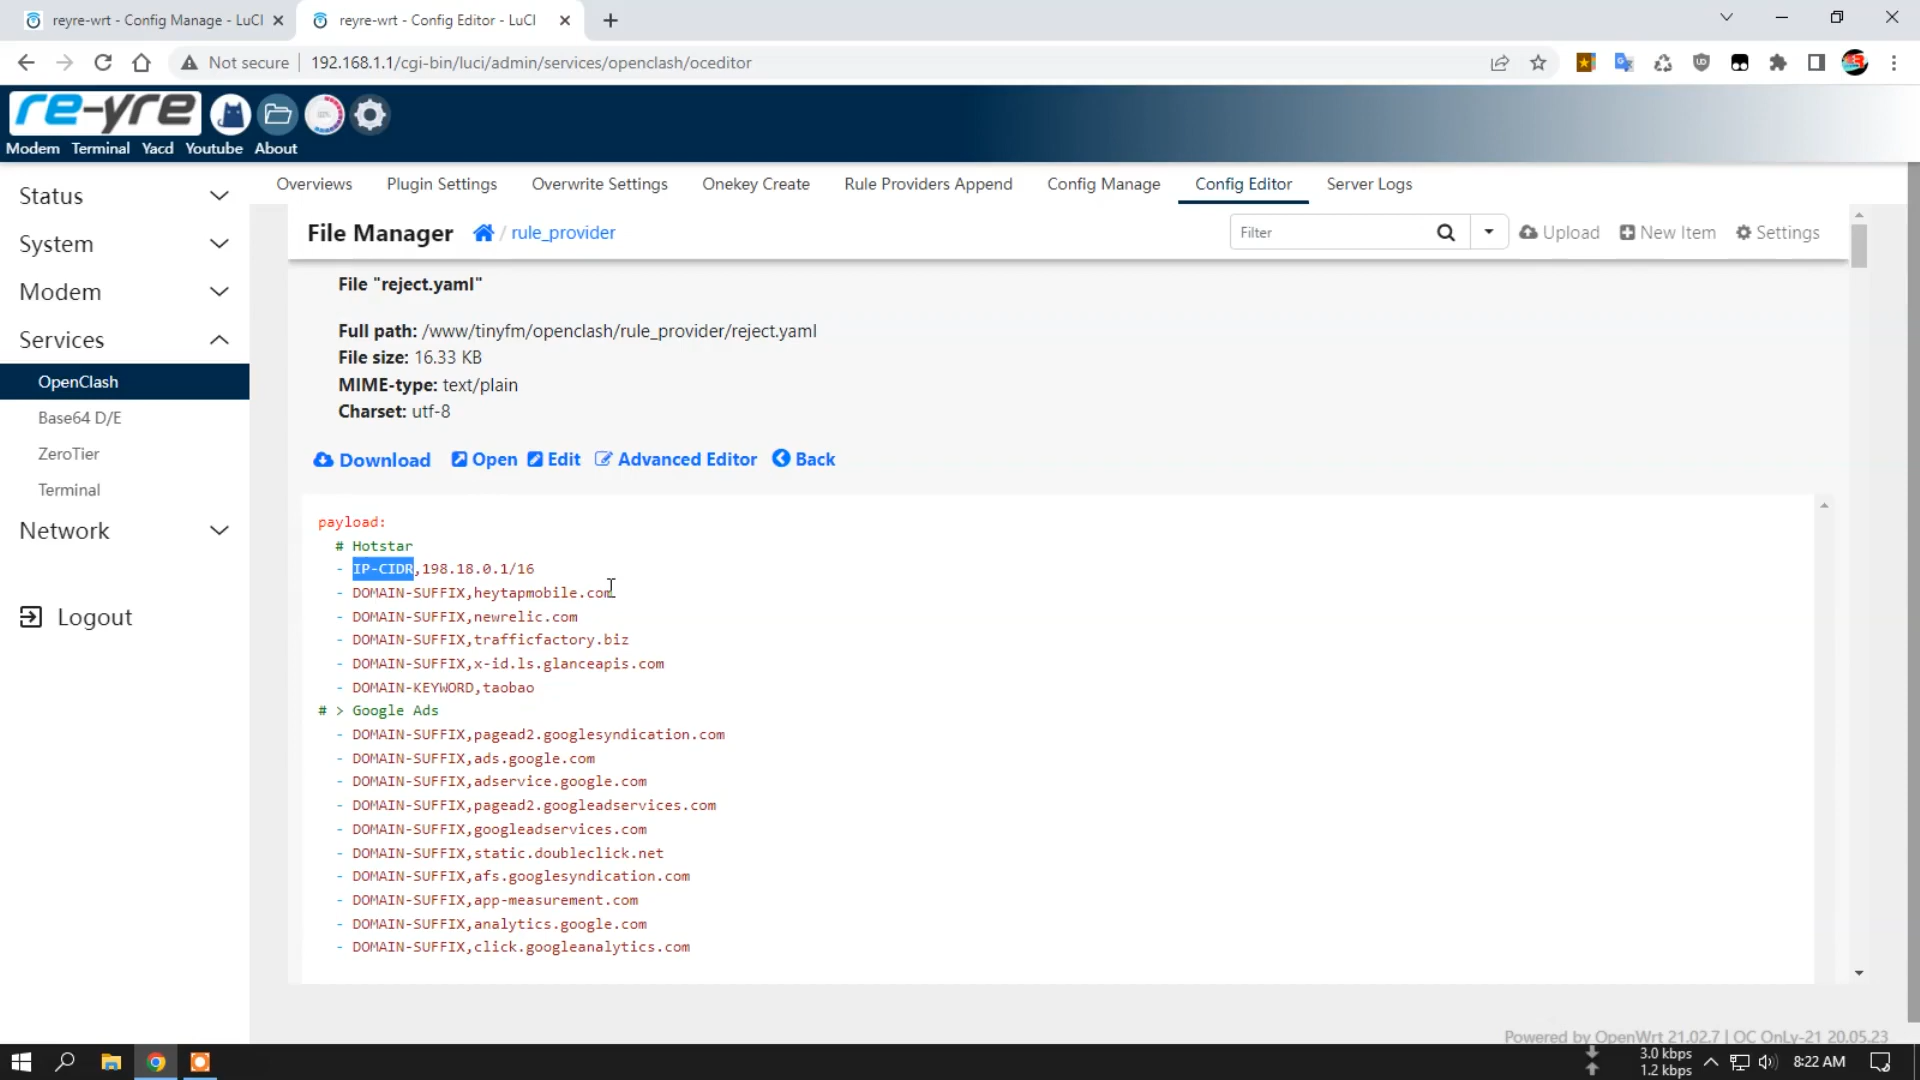 reyre-wrt - Config Manage - LuCI
reyre-wrt - Config Editor - LuCI
Not secure
192.168.1.1/cgi-bin/luci/admin/services/openclash/oceditor
re-yre
Modem Terminal Yacd Youtube About
Status
System
Modem
Services
OpenClash
Base64 D/E
ZeroTier
Terminal
Network
Logout
Overviews Plugin Settings Overwrite Settings Onekey Create Rule Providers Append Config Manage Config Editor Server Logs
File Manager / rule_provider
Filter
Upload New Item Settings
File "reject.yaml"
Full path: /www/tinyfm/openclash/rule_provider/reject.yaml
File size: 16.33 KB
MIME-type: text/plain
Charset: utf-8
Download Open Edit Advanced Editor Back
payload:
# Hotstar
- IP-CIDR,198.18.0.1/16
- DOMAIN-SUFFIX,heytapmobile.com
- DOMAIN-SUFFIX,newrelic.com
- DOMAIN-SUFFIX,trafficfactory.biz
- DOMAIN-SUFFIX,x-id.ls.glanceapis.com
- DOMAIN-KEYWORD,taobao
# > Google Ads
- DOMAIN-SUFFIX,pagead2.googlesyndication.com
- DOMAIN-SUFFIX,ads.google.com
- DOMAIN-SUFFIX,adservice.google.com
- DOMAIN-SUFFIX,pagead2.googleadservices.com
- DOMAIN-SUFFIX,googleadservices.com
- DOMAIN-SUFFIX,static.doubleclick.net
- DOMAIN-SUFFIX,afs.googlesyndication.com
- DOMAIN-SUFFIX,app-measurement.com
- DOMAIN-SUFFIX,analytics.google.com
- DOMAIN-SUFFIX,click.googleanalytics.com
Powered by OpenWrt 21.02.7 | OC OnLy-21 20.05.23
3.0 kbps
1.2 kbps
8:22 AM